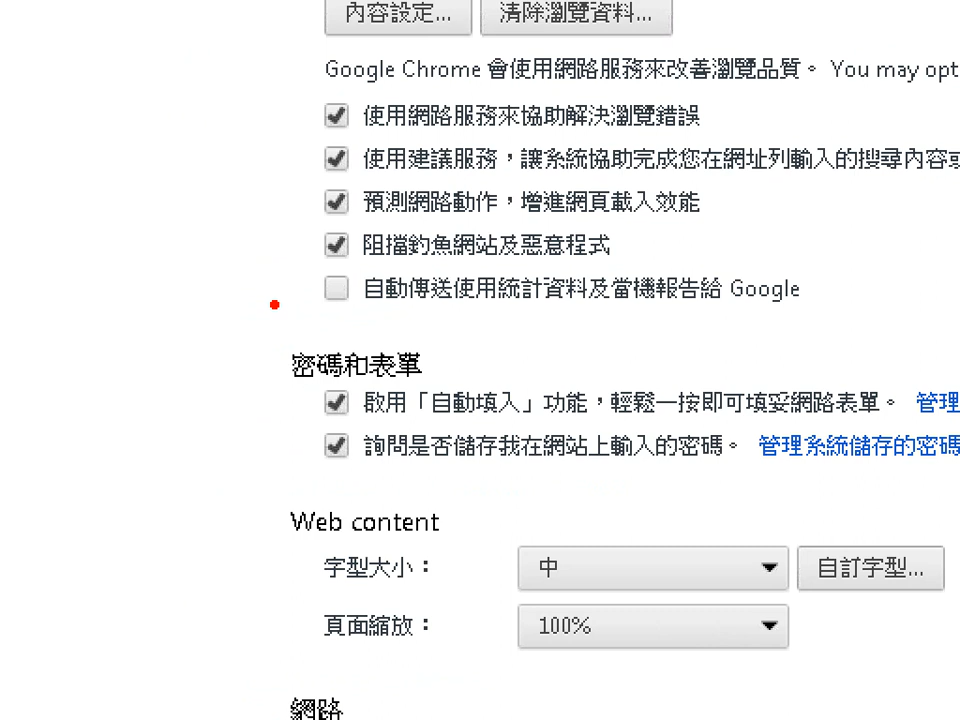 內容設定... 清除瀏覽資料...
Google Chrome 會使用網路服務來改善瀏覽品質。 You may opt
使用網路服務來協助解決瀏覽錯誤
使用建議服務，讓系統協助完成您在網址列輸入的搜尋內容或
預測網路動作，增進網頁載入效能
阻擋釣魚網站及惡意程式
自動傳送使用統計資料及當機報告給 Google
密碼和表單
啟用「自動填入」功能，輕鬆一按即可填妥網路表單。 管理
詢問是否儲存我在網站上輸入的密碼。 管理系統儲存的密碼
Web content
字型大小： 中 自訂字型...
頁面縮放： 100%
網路